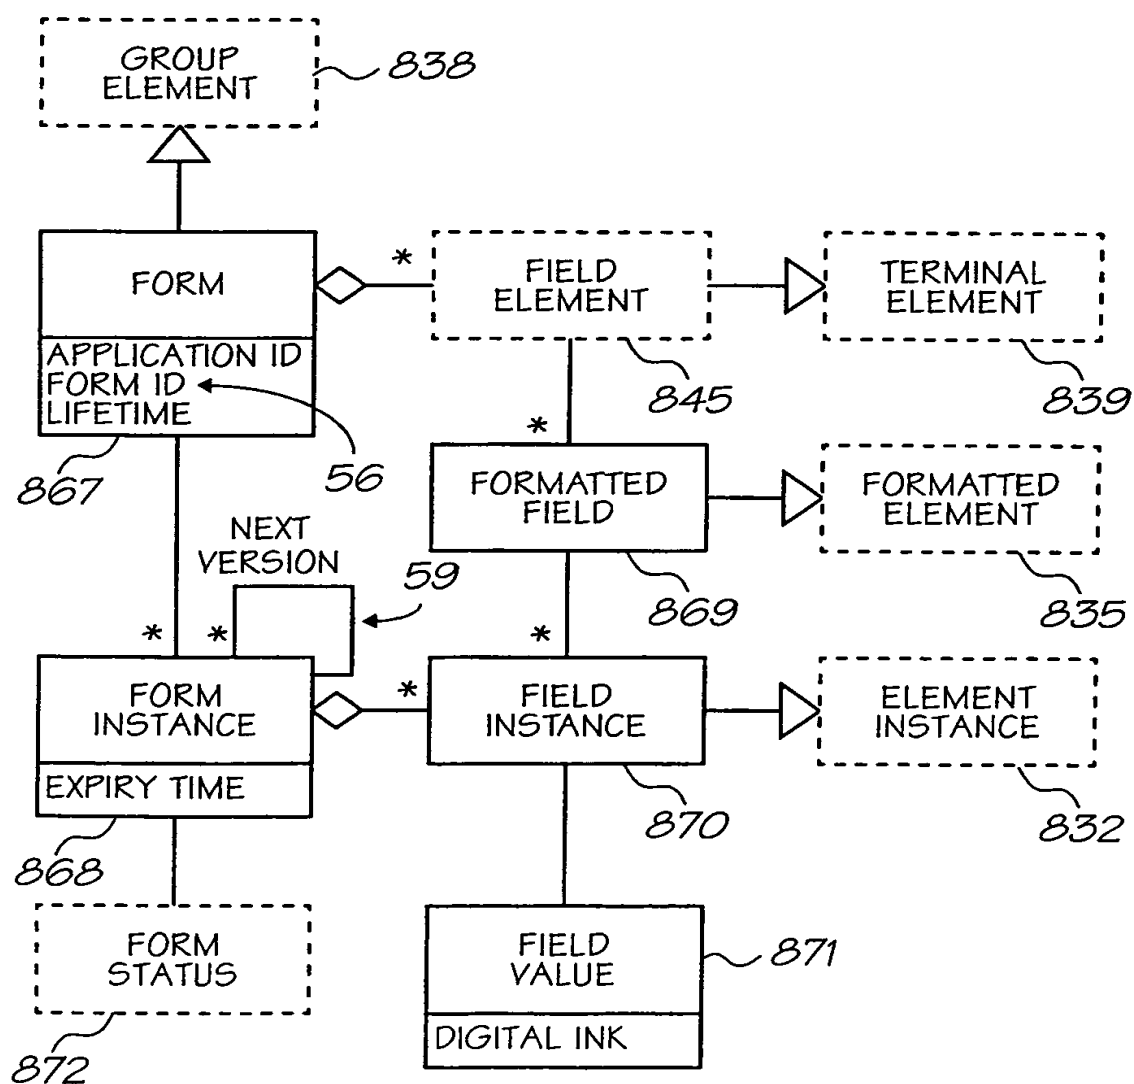 GROUP
ELEMENT
838
FORM
*
FIELD
ELEMENT
TERMINAL
ELEMENT
APPLICATION ID
FORM ID
LIFETIME
845
839
867
56
*
FORMATTED
FIELD
FORMATTED
ELEMENT
NEXT
VERSION
59
869
835
*
*
*
FORM
INSTANCE
*
FIELD
INSTANCE
ELEMENT
INSTANCE
EXPIRY TIME
870
832
868
FORM
STATUS
FIELD
VALUE
871
DIGITAL INK
872